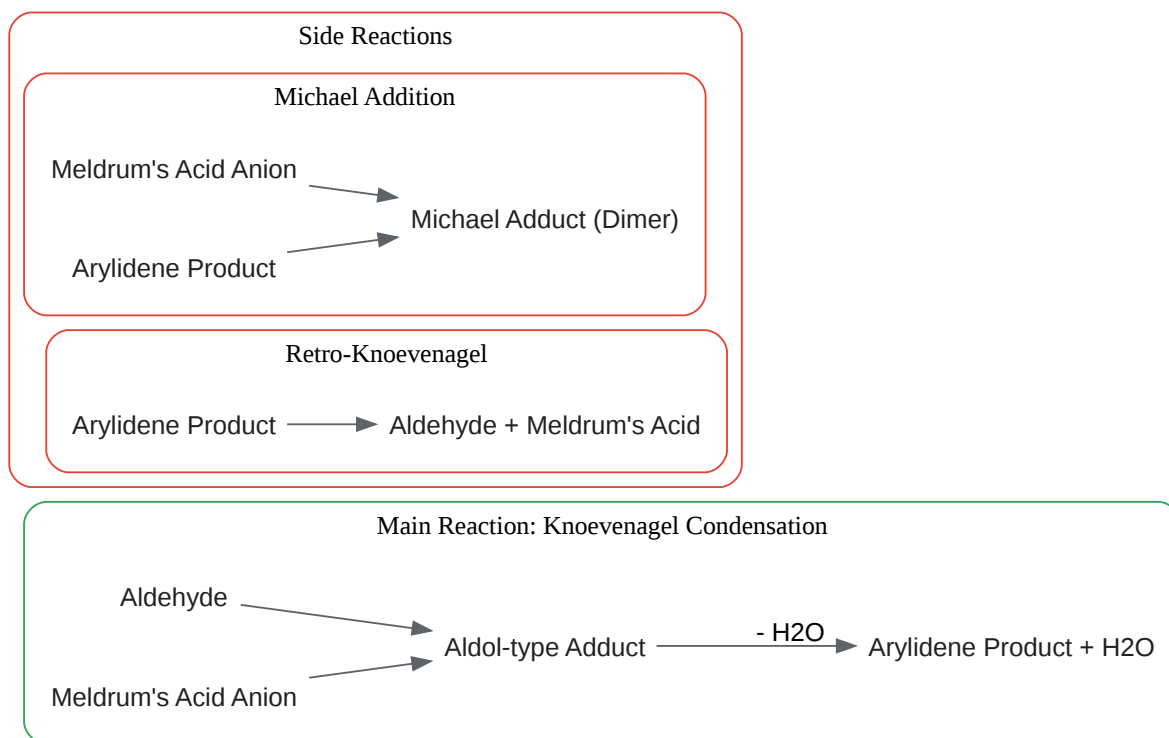 Side Reactions
Michael Addition
Meldrum's Acid Anion
Michael Adduct (Dimer)
Arylidene Product
Retro-Knoevenagel
Arylidene Product
Aldehyde + Meldrum's Acid
Main Reaction: Knoevenagel Condensation
Aldehyde
- H2O
Aldol-type Adduct
Arylidene Product + H2O
Meldrum's Acid Anion